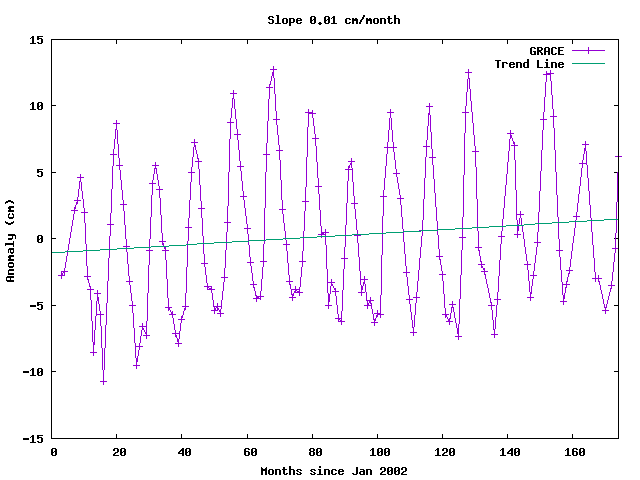 Slope 0.01 cm/month
15
GRACE
Trend Line
10
5
0
-5
-10
-15
Anomaly (cm)
0 20 40 60 80 100 120 140 160
Months since Jan 2002